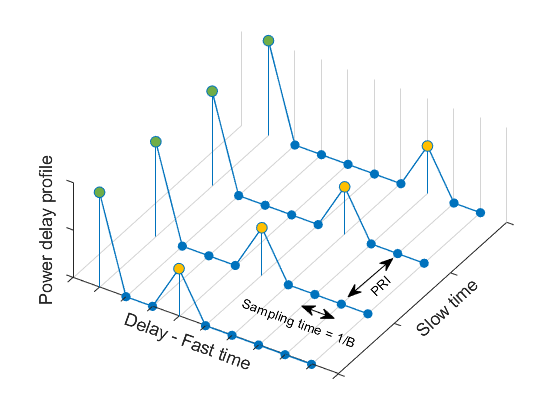 Power delay profile
Delay - Fast time
Sampling time = 1/B
PRI
Slow time